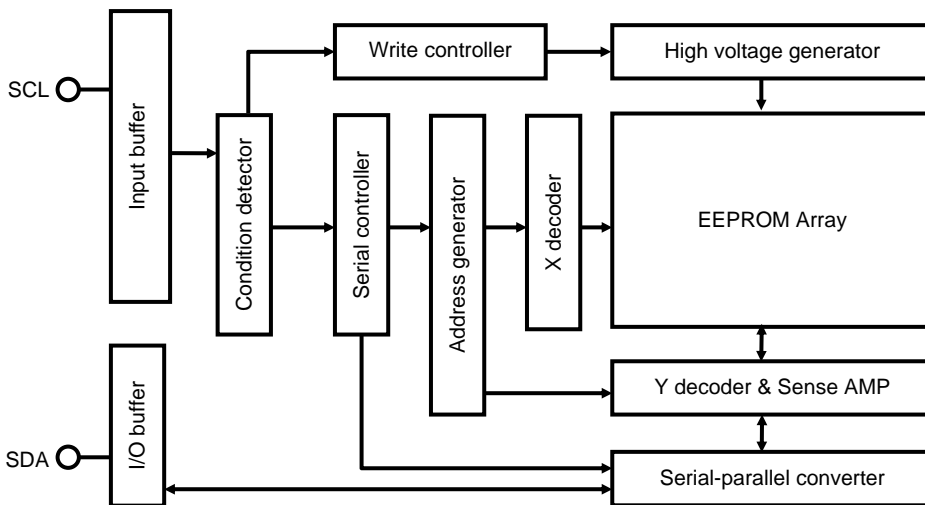 Write controller
High voltage generator
SCL
Input buffer
Condition detector
Serial controller
Address generator
X decoder
EEPROM Array
SDA
I/O buffer
Y decoder & Sense AMP
Serial-parallel converter